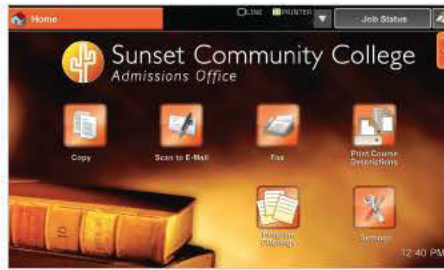 Home
LINE PRINTER
Job Status
Sunset Community College
Admissions Office
Copy
Scan to E-Mail
Fax
Print Course
Descriptions
Offerings
Settings
12:40 PM